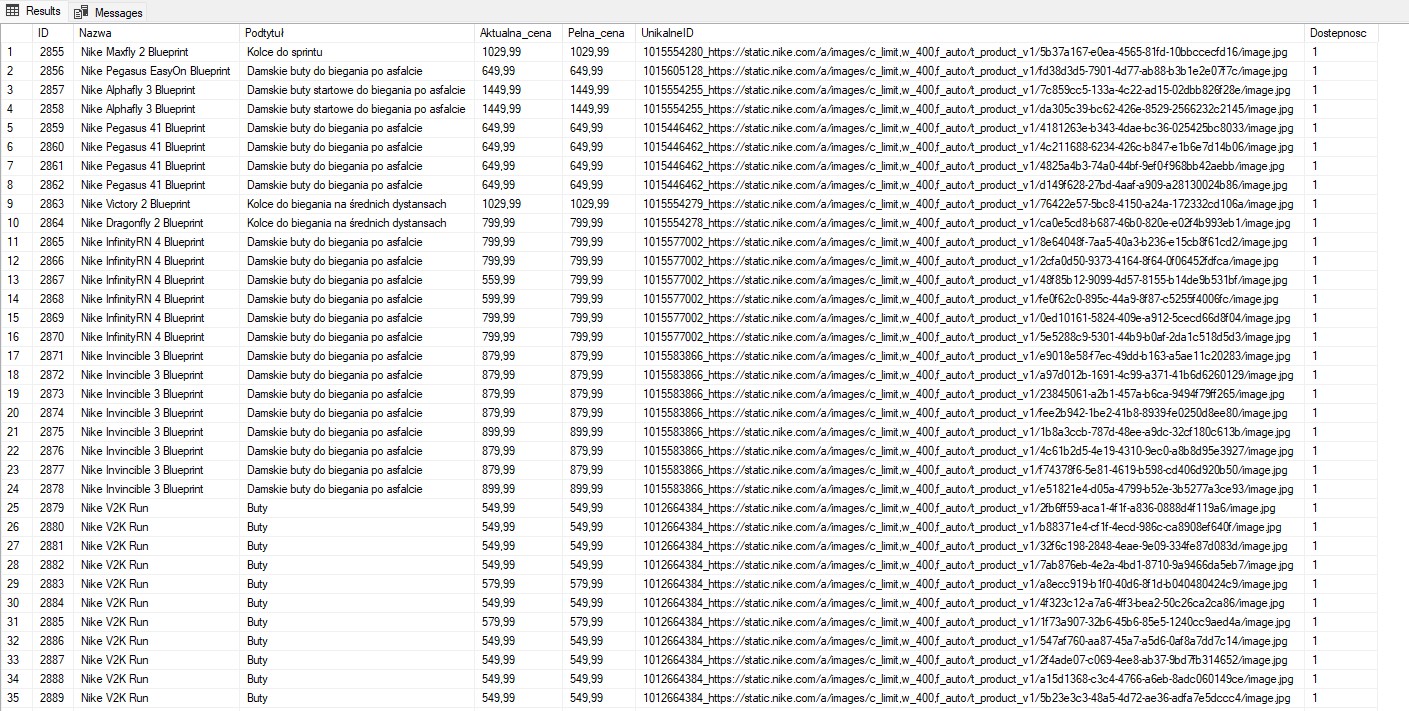 Results Messages
ID Nazwa Podtytuł Aktualna_cena Pelna_cena UnikalneID Dostepnosc
1 2855 Nike Maxfly 2 Blueprint Kolce do sprintu 1029,99 1029,99 1015554280_https://static.nike.com/a/images/c_limit,w_400,f_auto/t_product_v1/5b37a167-e0ea-4565-81fd-10bbccecfd16/image.jpg 1
2 2856 Nike Pegasus EasyOn Blueprint Damskie buty do biegania po asfalcie 649,99 649,99 1015605128_https://static.nike.com/a/images/c_limit,w_400,f_auto/t_product_v1/fd38d3d5-7901-4d77-ab88-b3b1e2e07f7c/image.jpg 1
3 2857 Nike Alphafly 3 Blueprint Damskie buty startowe do biegania po asfalcie 1449,99 1449,99 1015554255_https://static.nike.com/a/images/c_limit,w_400,f_auto/t_product_v1/7c859cc5-133a-4c22-ad15-02dbb826f28e/image.jpg 1
4 2858 Nike Alphafly 3 Blueprint Damskie buty startowe do biegania po asfalcie 1449,99 1449,99 1015554255_https://static.nike.com/a/images/c_limit,w_400,f_auto/t_product_v1/da305c39-bc62-426e-8529-2566232c2145/image.jpg 1
5 2859 Nike Pegasus 41 Blueprint Damskie buty do biegania po asfalcie 649,99 649,99 1015446462_https://static.nike.com/a/images/c_limit,w_400,f_auto/t_product_v1/4181263e-b343-4dae-bc36-025425bc8033/image.jpg 1
6 2860 Nike Pegasus 41 Blueprint Damskie buty do biegania po asfalcie 649,99 649,99 1015446462_https://static.nike.com/a/images/c_limit,w_400,f_auto/t_product_v1/4c211688-6234-426c-b847-e1b6e7d14b06/image.jpg 1
7 2861 Nike Pegasus 41 Blueprint Damskie buty do biegania po asfalcie 649,99 649,99 1015446462_https://static.nike.com/a/images/c_limit,w_400,f_auto/t_product_v1/4825a4b3-74a0-44bf-9ef0-f968bb42aebb/image.jpg 1
8 2862 Nike Pegasus 41 Blueprint Damskie buty do biegania po asfalcie 649,99 649,99 1015446462_https://static.nike.com/a/images/c_limit,w_400,f_auto/t_product_v1/d149f628-27bd-4aaf-a909-a28130024b86/image.jpg 1
9 2863 Nike Victory 2 Blueprint Kolce do biegania na średnich dystansach 1029,99 1029,99 1015554279_https://static.nike.com/a/images/c_limit,w_400,f_auto/t_product_v1/76422e57-5bc8-4150-a24a-172332cd106a/image.jpg 1
10 2864 Nike Dragonfly 2 Blueprint Kolce do biegania na średnich dystansach 799,99 799,99 1015554278_https://static.nike.com/a/images/c_limit,w_400,f_auto/t_product_v1/ca0e5cd8-b687-46b0-820e-e02f4b993eb1/image.jpg 1
11 2865 Nike InfinityRN 4 Blueprint Damskie buty do biegania po asfalcie 799,99 799,99 1015577002_https://static.nike.com/a/images/c_limit,w_400,f_auto/t_product_v1/8e64048f-7aa5-40a3-b236-e15cb8f61cd2/image.jpg 1
12 2866 Nike InfinityRN 4 Blueprint Damskie buty do biegania po asfalcie 799,99 799,99 1015577002_https://static.nike.com/a/images/c_limit,w_400,f_auto/t_product_v1/2cfa0d50-9373-4164-8f64-0f06452fdfca/image.jpg 1
13 2867 Nike InfinityRN 4 Blueprint Damskie buty do biegania po asfalcie 559,99 799,99 1015577002_https://static.nike.com/a/images/c_limit,w_400,f_auto/t_product_v1/48f85b12-9099-4d57-8155-b14de9b531bf/image.jpg 1
14 2868 Nike InfinityRN 4 Blueprint Damskie buty do biegania po asfalcie 599,99 799,99 1015577002_https://static.nike.com/a/images/c_limit,w_400,f_auto/t_product_v1/fe0f62c0-895c-44a9-8f87-c5255f4006fc/image.jpg 1
15 2869 Nike InfinityRN 4 Blueprint Damskie buty do biegania po asfalcie 799,99 799,99 1015577002_https://static.nike.com/a/images/c_limit,w_400,f_auto/t_product_v1/0ed10161-5824-409e-a912-5cecd66d8f04/image.jpg 1
16 2870 Nike InfinityRN 4 Blueprint Damskie buty do biegania po asfalcie 799,99 799,99 1015577002_https://static.nike.com/a/images/c_limit,w_400,f_auto/t_product_v1/5e5288c9-5301-44b9-b0af-2da1c518d5d3/image.jpg 1
17 2871 Nike Invincible 3 Blueprint Damskie buty do biegania po asfalcie 879,99 879,99 1015583866_https://static.nike.com/a/images/c_limit,w_400,f_auto/t_product_v1/e9018e58-f7ec-49dd-b163-a5ae11c20283/image.jpg 1
18 2872 Nike Invincible 3 Blueprint Damskie buty do biegania po asfalcie 879,99 879,99 1015583866_https://static.nike.com/a/images/c_limit,w_400,f_auto/t_product_v1/a97d012b-1691-4c99-a371-41b6d6260129/image.jpg 1
19 2873 Nike Invincible 3 Blueprint Damskie buty do biegania po asfalcie 879,99 879,99 1015583866_https://static.nike.com/a/images/c_limit,w_400,f_auto/t_product_v1/23845061-a2b1-457a-b6ca-9494f79ff265/image.jpg 1
20 2874 Nike Invincible 3 Blueprint Damskie buty do biegania po asfalcie 879,99 879,99 1015583866_https://static.nike.com/a/images/c_limit,w_400,f_auto/t_product_v1/fee2b942-1be2-41b8-8939-fe0250d8ee80/image.jpg 1
21 2875 Nike Invincible 3 Blueprint Damskie buty do biegania po asfalcie 899,99 899,99 1015583866_https://static.nike.com/a/images/c_limit,w_400,f_auto/t_product_v1/1b8a3ccb-787d-48ee-a9dc-32cf180c613b/image.jpg 1
22 2876 Nike Invincible 3 Blueprint Damskie buty do biegania po asfalcie 879,99 879,99 1015583866_https://static.nike.com/a/images/c_limit,w_400,f_auto/t_product_v1/4c61b2d5-4e19-4310-9ec0-a8b8d95e3927/image.jpg 1
23 2877 Nike Invincible 3 Blueprint Damskie buty do biegania po asfalcie 879,99 879,99 1015583866_https://static.nike.com/a/images/c_limit,w_400,f_auto/t_product_v1/f74378f6-5e81-4619-b598-cd406d920b50/image.jpg 1
24 2878 Nike Invincible 3 Blueprint Damskie buty do biegania po asfalcie 899,99 899,99 1015583866_https://static.nike.com/a/images/c_limit,w_400,f_auto/t_product_v1/e51821e4-d05a-4799-b52e-3b5277a3ce93/image.jpg 1
25 2879 Nike V2K Run Buty 549,99 549,99 1012664384_https://static.nike.com/a/images/c_limit,w_400,f_auto/t_product_v1/2fb6ff59-aca1-4f1f-a836-0888d4f119a6/image.jpg 1
26 2880 Nike V2K Run Buty 549,99 549,99 1012664384_https://static.nike.com/a/images/c_limit,w_400,f_auto/t_product_v1/b88371e4-cf1f-4ecd-986c-ca8908ef640f/image.jpg 1
27 2881 Nike V2K Run Buty 549,99 549,99 1012664384_https://static.nike.com/a/images/c_limit,w_400,f_auto/t_product_v1/32f6c198-2848-4eae-9e09-334fe87d083d/image.jpg 1
28 2882 Nike V2K Run Buty 549,99 549,99 1012664384_https://static.nike.com/a/images/c_limit,w_400,f_auto/t_product_v1/7ab876eb-4e2a-4bd1-8710-9a9466da5eb7/image.jpg 1
29 2883 Nike V2K Run Buty 579,99 579,99 1012664384_https://static.nike.com/a/images/c_limit,w_400,f_auto/t_product_v1/a8ecc919-b1f0-40d6-8f1d-b040480424c9/image.jpg 1
30 2884 Nike V2K Run Buty 549,99 549,99 1012664384_https://static.nike.com/a/images/c_limit,w_400,f_auto/t_product_v1/4f323c12-a7a6-4ff3-bea2-50c26ca2ca86/image.jpg 1
31 2885 Nike V2K Run Buty 579,99 579,99 1012664384_https://static.nike.com/a/images/c_limit,w_400,f_auto/t_product_v1/1f73a907-32b6-45b6-85e5-1240cc9aed4a/image.jpg 1
32 2886 Nike V2K Run Buty 549,99 549,99 1012664384_https://static.nike.com/a/images/c_limit,w_400,f_auto/t_product_v1/547af760-aa87-45a7-a5d6-0af8a7dd7c14/image.jpg 1
33 2887 Nike V2K Run Buty 549,99 549,99 1012664384_https://static.nike.com/a/images/c_limit,w_400,f_auto/t_product_v1/2f4ade07-c069-4ee8-ab37-9bd7fb314652/image.jpg 1
34 2888 Nike V2K Run Buty 549,99 549,99 1012664384_https://static.nike.com/a/images/c_limit,w_400,f_auto/t_product_v1/a15d1368-c3c4-4766-a6eb-8adc060149ce/image.jpg 1
35 2889 Nike V2K Run Buty 549,99 549,99 1012664384_https://static.nike.com/a/images/c_limit,w_400,f_auto/t_product_v1/5b23e3c3-48a5-4d72-ae36-adfa7e5dccc4/image.jpg 1